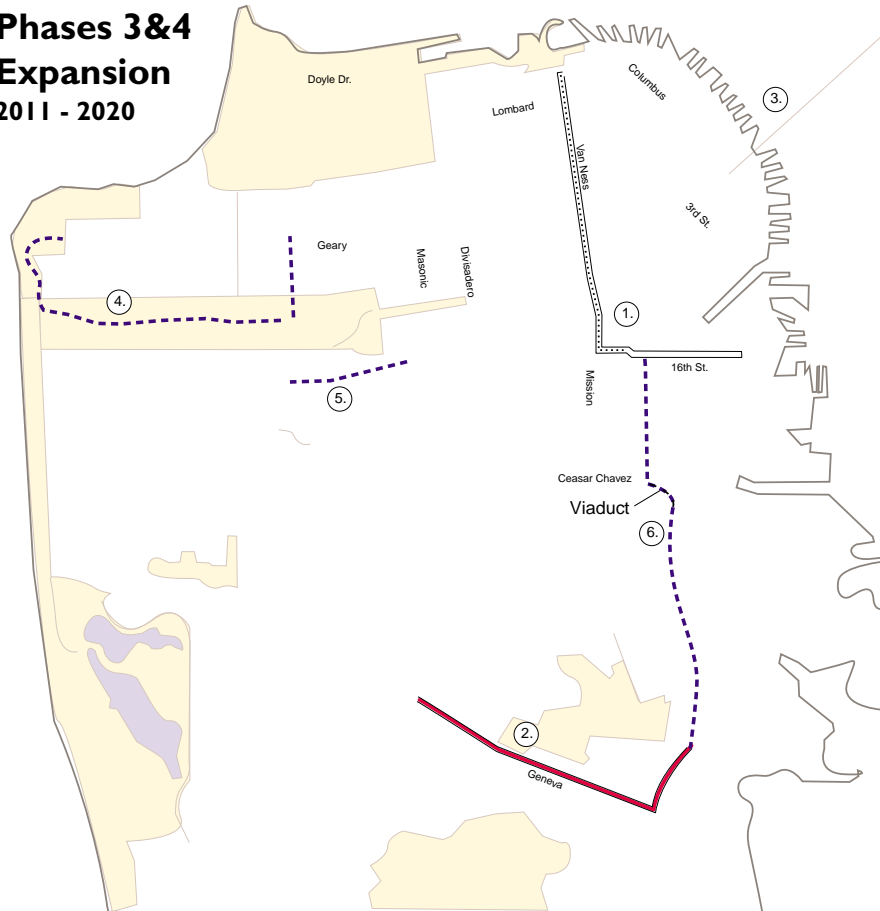 Phases 3&4
Expansion
2011 - 2020
Doyle Dr.
Columbus
3.
Lombard
Van Ness
3rd St.
Geary
Masonic
Divisadero
4.
1.
16th St.
5.
Mission
Ceasar Chavez
Viaduct
6.
2.
Geneva